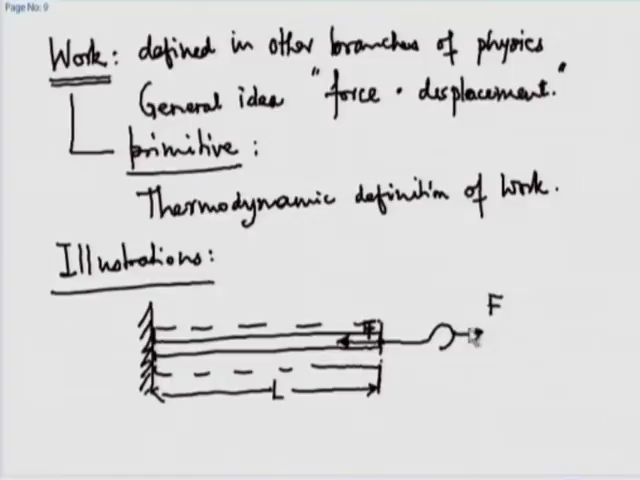 Page No: 9
Work: defined in other branches of physics
General idea "force · displacement."
primitive:
Thermodynamic definition of work.
Illustrations:
F
F
L